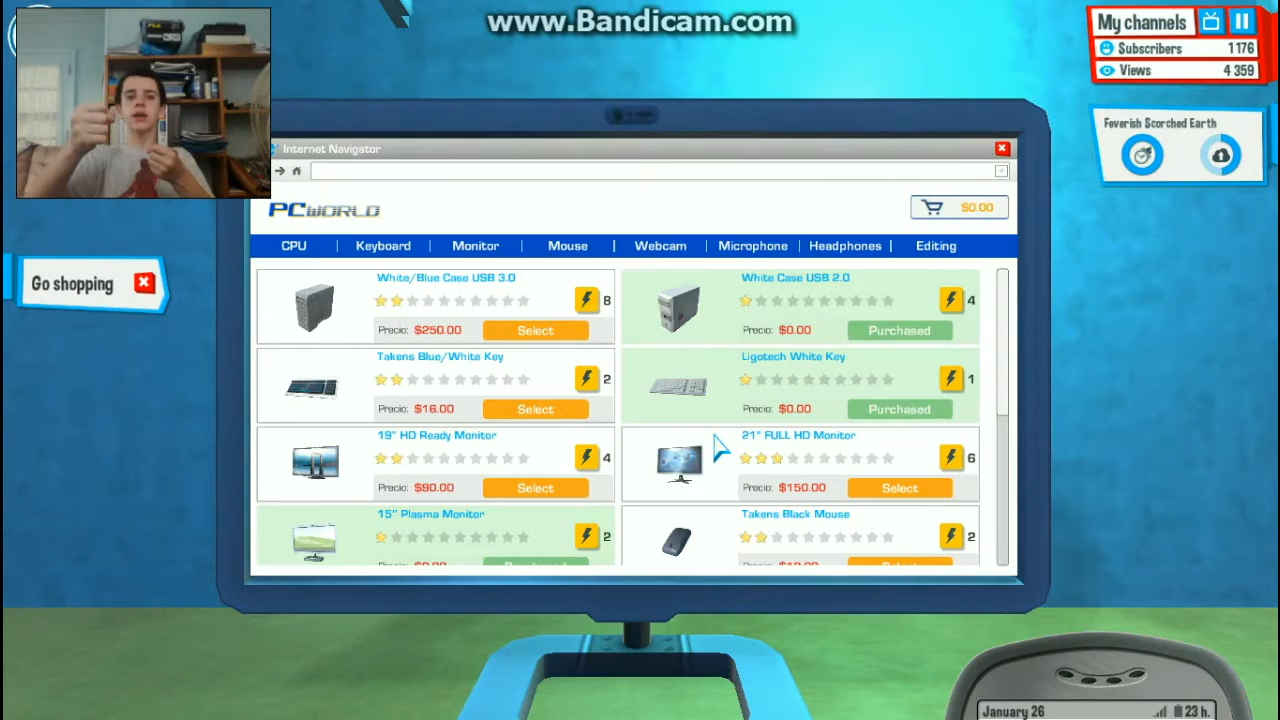 www.Bandicam.com
My channels
Subscribers 1 176
Views 4 359
Feverish Scorched Earth
Internet Navigator
PCWORLD
$0.00
CPU | Keyboard | Monitor | Mouse | Webcam | Microphone | Headphones | Editing
Go shopping
White/Blue Case USB 3.0
8
Precio: $250.00 Select
White Case USB 2.0
4
Precio: $0.00 Purchased
Takens Blue/White Key
2
Precio: $16.00 Select
Ligotech White Key
1
Precio: $0.00 Purchased
19" HD Ready Monitor
4
Precio: $90.00 Select
21" FULL HD Monitor
6
Precio: $150.00 Select
15" Plasma Monitor
2
Takens Black Mouse
2
January 26 23 h.